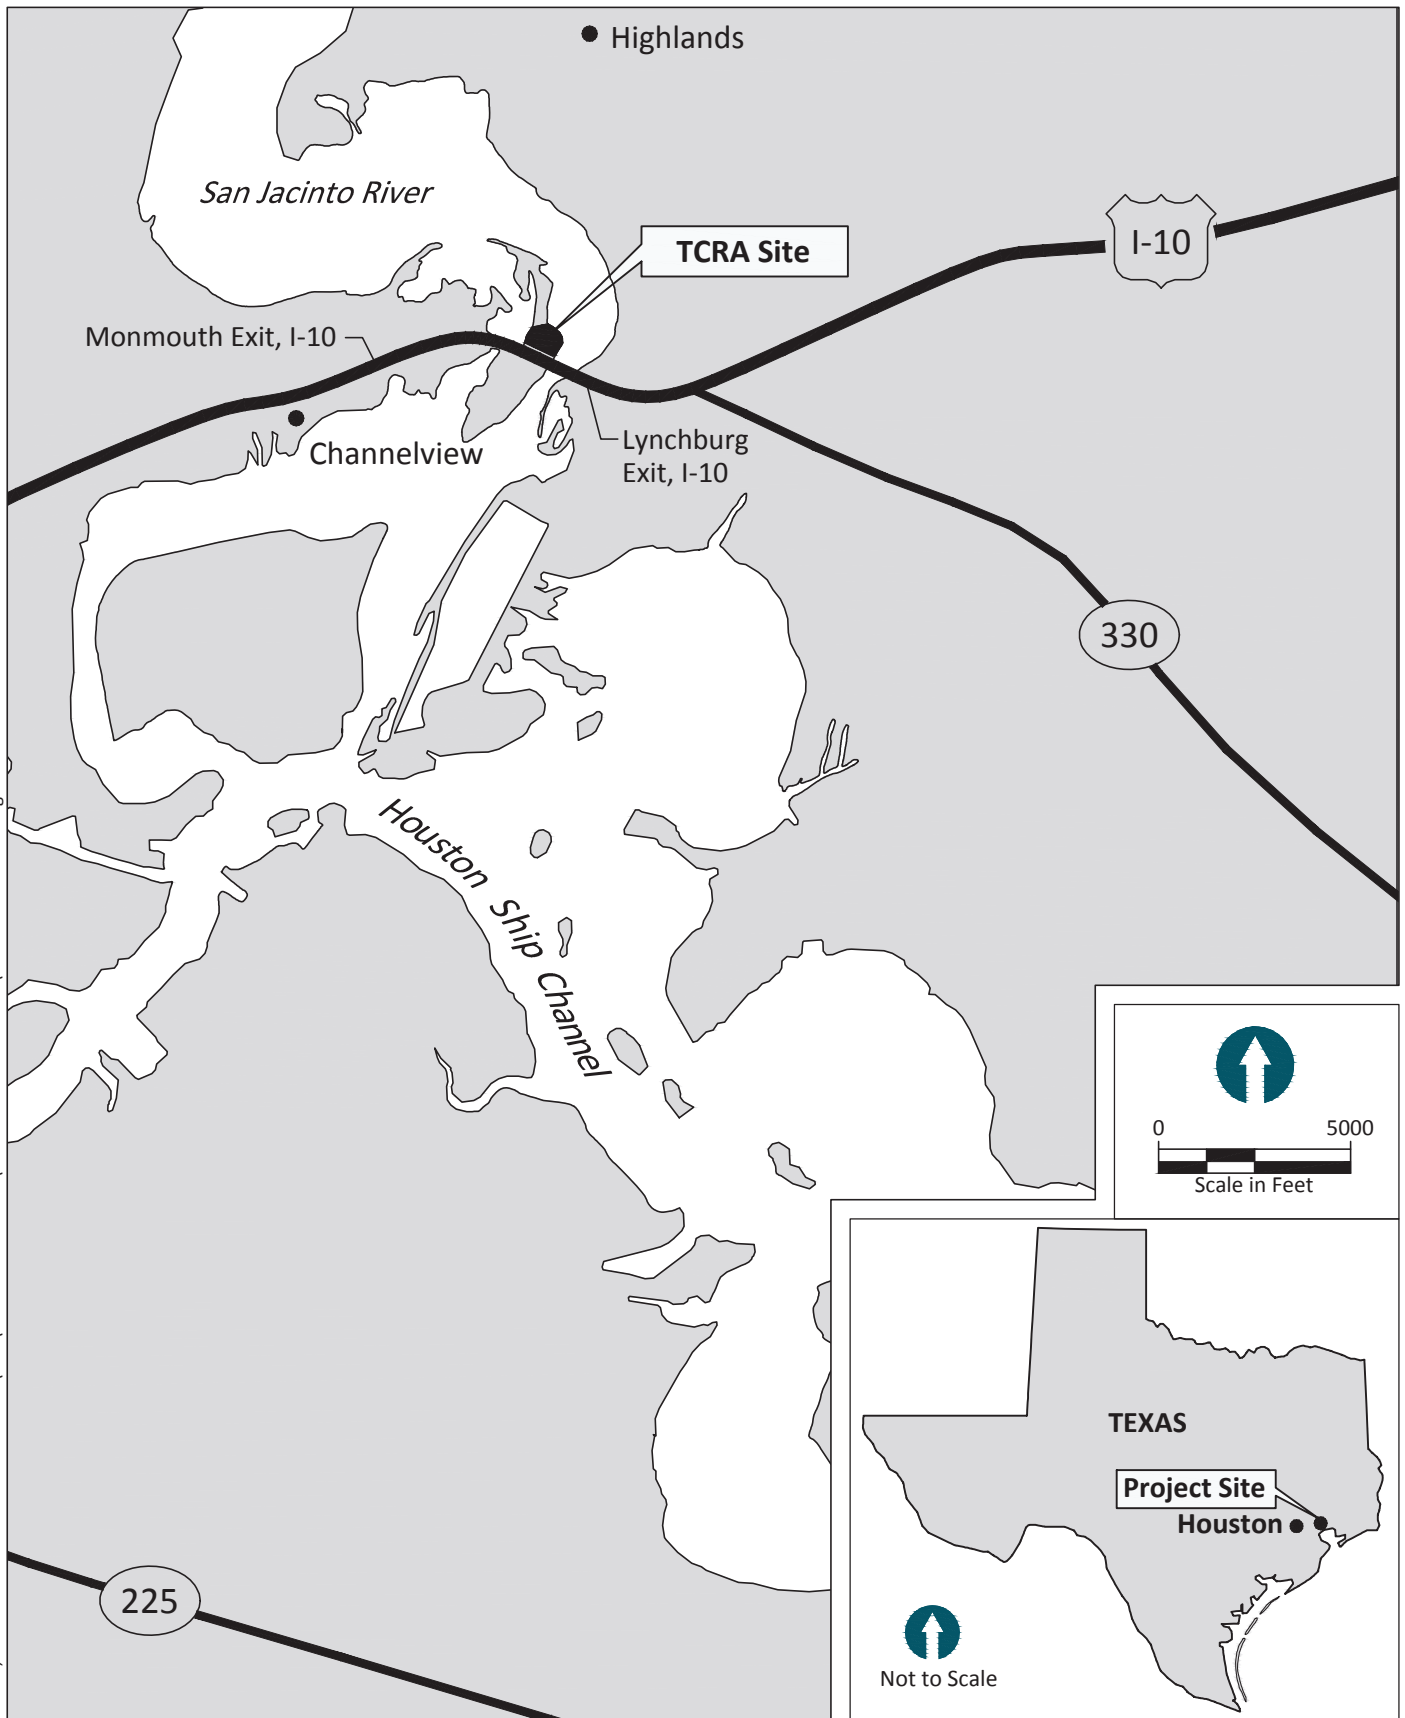 Highlands
San Jacinto River
TCRA Site
I-10
Monmouth Exit, I-10
Channelview
Lynchburg
Exit, I-10
330
Houston Ship Channel
0 5000
Scale in Feet
TEXAS
Project Site
Houston
225
Not to Scale